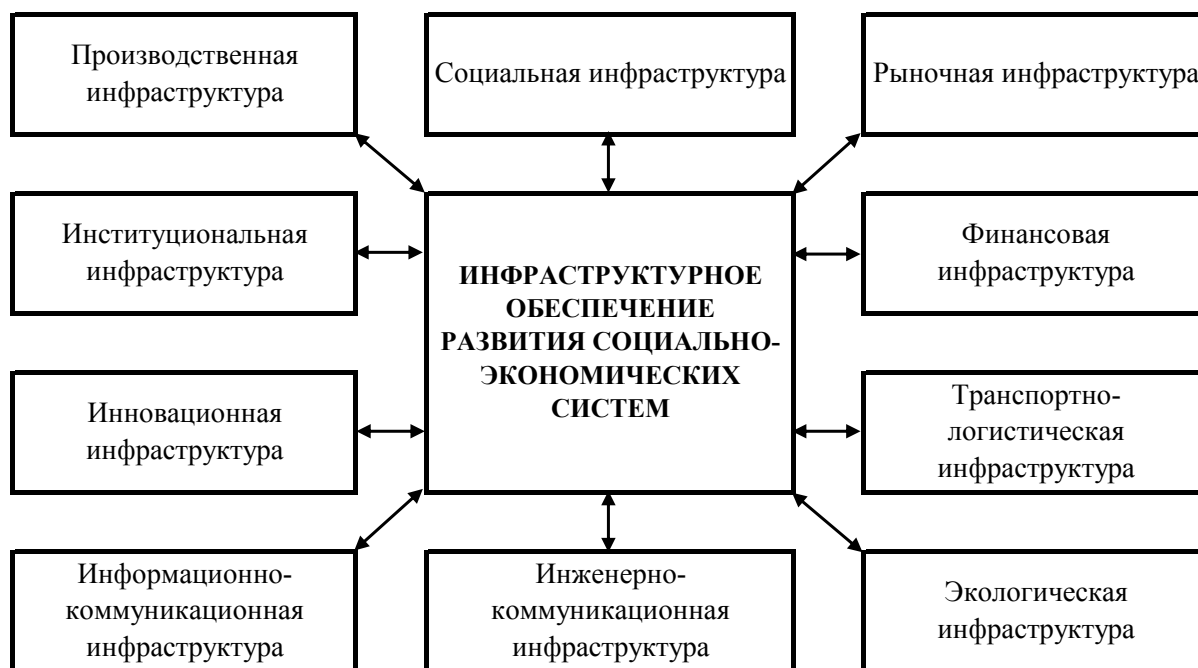 Производственная
инфраструктура
Социальная инфраструктура
Рыночная инфраструктура
Институциональная
инфраструктура
ИНФРАСТРУКТУРНОЕ
ОБЕСПЕЧЕНИЕ
РАЗВИТИЯ СОЦИАЛЬНО-
ЭКОНОМИЧЕСКИХ
СИСТЕМ
Финансовая
инфраструктура
Инновационная
инфраструктура
Транспортно-
логистическая
инфраструктура
Информационно-
коммуникационная
инфраструктура
Инженерно-
коммуникационная
инфраструктура
Экологическая
инфраструктура